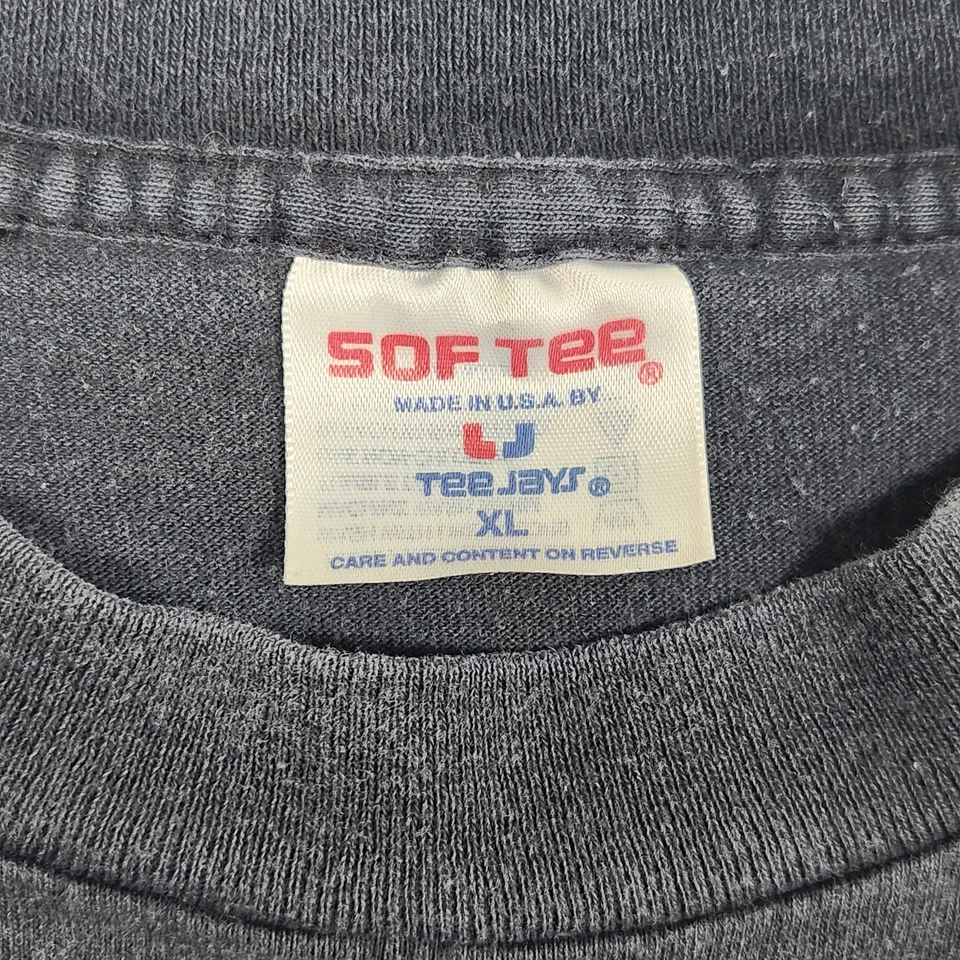 SOF TEE®
MADE IN U.S.A. BY
TEE JAYS®
XL
CARE AND CONTENT ON REVERSE